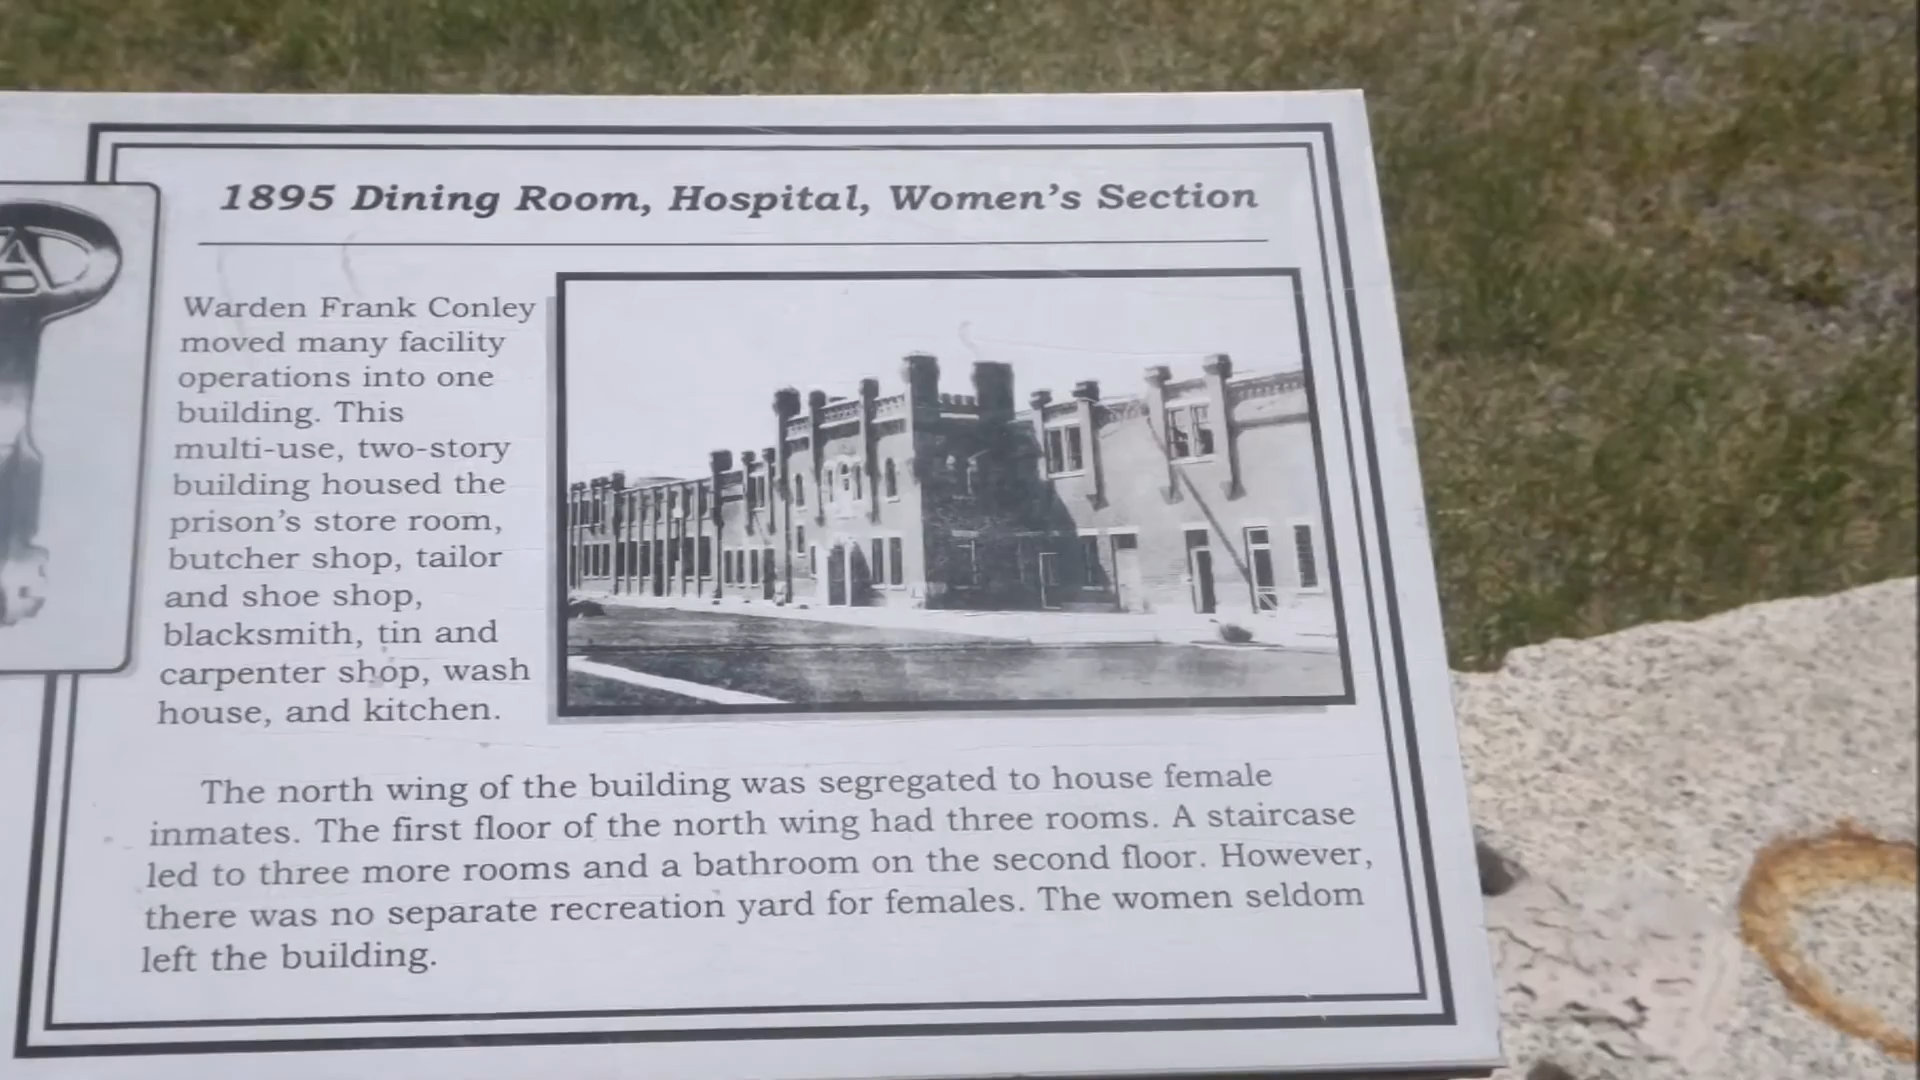 1895 Dining Room, Hospital, Women's Section
Warden Frank Conley
moved many facility
operations into one
building. This
multi-use, two-story
building housed the
prison's store room,
butcher shop, tailor
and shoe shop,
blacksmith, tin and
carpenter shop, wash
house, and kitchen.
The north wing of the building was segregated to house female
inmates. The first floor of the north wing had three rooms. A staircase
led to three more rooms and a bathroom on the second floor. However,
there was no separate recreation yard for females. The women seldom
left the building.